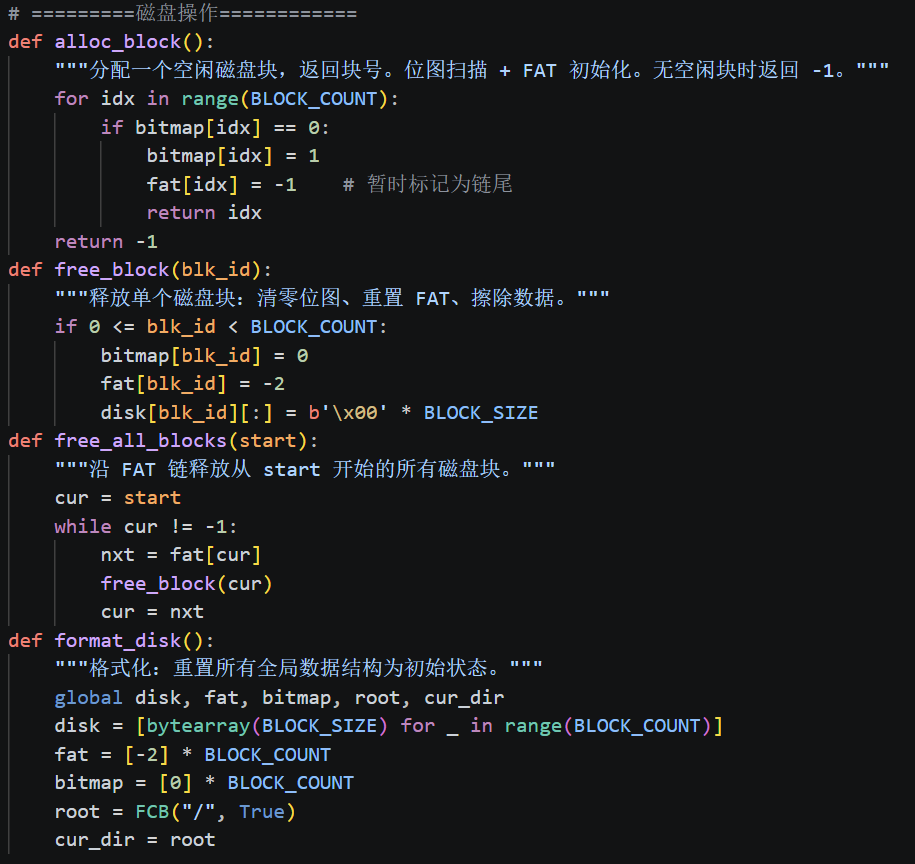 # =========磁盘操作============
def alloc_block():
    """分配一个空闲磁盘块，返回块号。位图扫描 + FAT 初始化。无空闲块时返回 -1。"""
    for idx in range(BLOCK_COUNT):
        if bitmap[idx] == 0:
            bitmap[idx] = 1
            fat[idx] = -1    # 暂时标记为链尾
            return idx
    return -1
def free_block(blk_id):
    """释放单个磁盘块：清零位图、重置 FAT、擦除数据。"""
    if 0 <= blk_id < BLOCK_COUNT:
        bitmap[blk_id] = 0
        fat[blk_id] = -2
        disk[blk_id][:] = b'\x00' * BLOCK_SIZE
def free_all_blocks(start):
    """沿 FAT 链释放从 start 开始的所有磁盘块。"""
    cur = start
    while cur != -1:
        nxt = fat[cur]
        free_block(cur)
        cur = nxt
def format_disk():
    """格式化：重置所有全局数据结构为初始状态。"""
    global disk, fat, bitmap, root, cur_dir
    disk = [bytearray(BLOCK_SIZE) for _ in range(BLOCK_COUNT)]
    fat = [-2] * BLOCK_COUNT
    bitmap = [0] * BLOCK_COUNT
    root = FCB("/", True)
    cur_dir = root